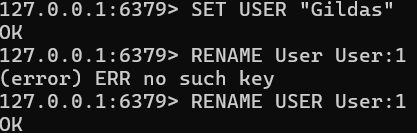 127.0.0.1:6379> SET USER "Gildas"
OK
127.0.0.1:6379> RENAME User User:1
(error) ERR no such key
127.0.0.1:6379> RENAME USER User:1
OK